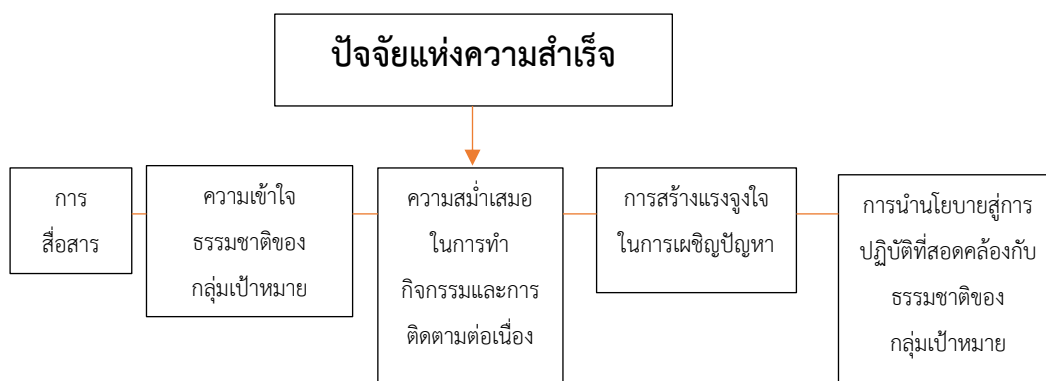 ปัจจัยแห่งความสำเร็จ
การ
สื่อสาร
ความเข้าใจ
ธรรมชาติของ
กลุ่มเป้าหมาย
ความสม่ำเสมอ
ในการทำ
กิจกรรมและการ
ติดตามต่อเนื่อง
การสร้างแรงจูงใจ
ในการเผชิญปัญหา
การนำนโยบายสู่การ
ปฏิบัติที่สอดคล้องกับ
ธรรมชาติของ
กลุ่มเป้าหมาย